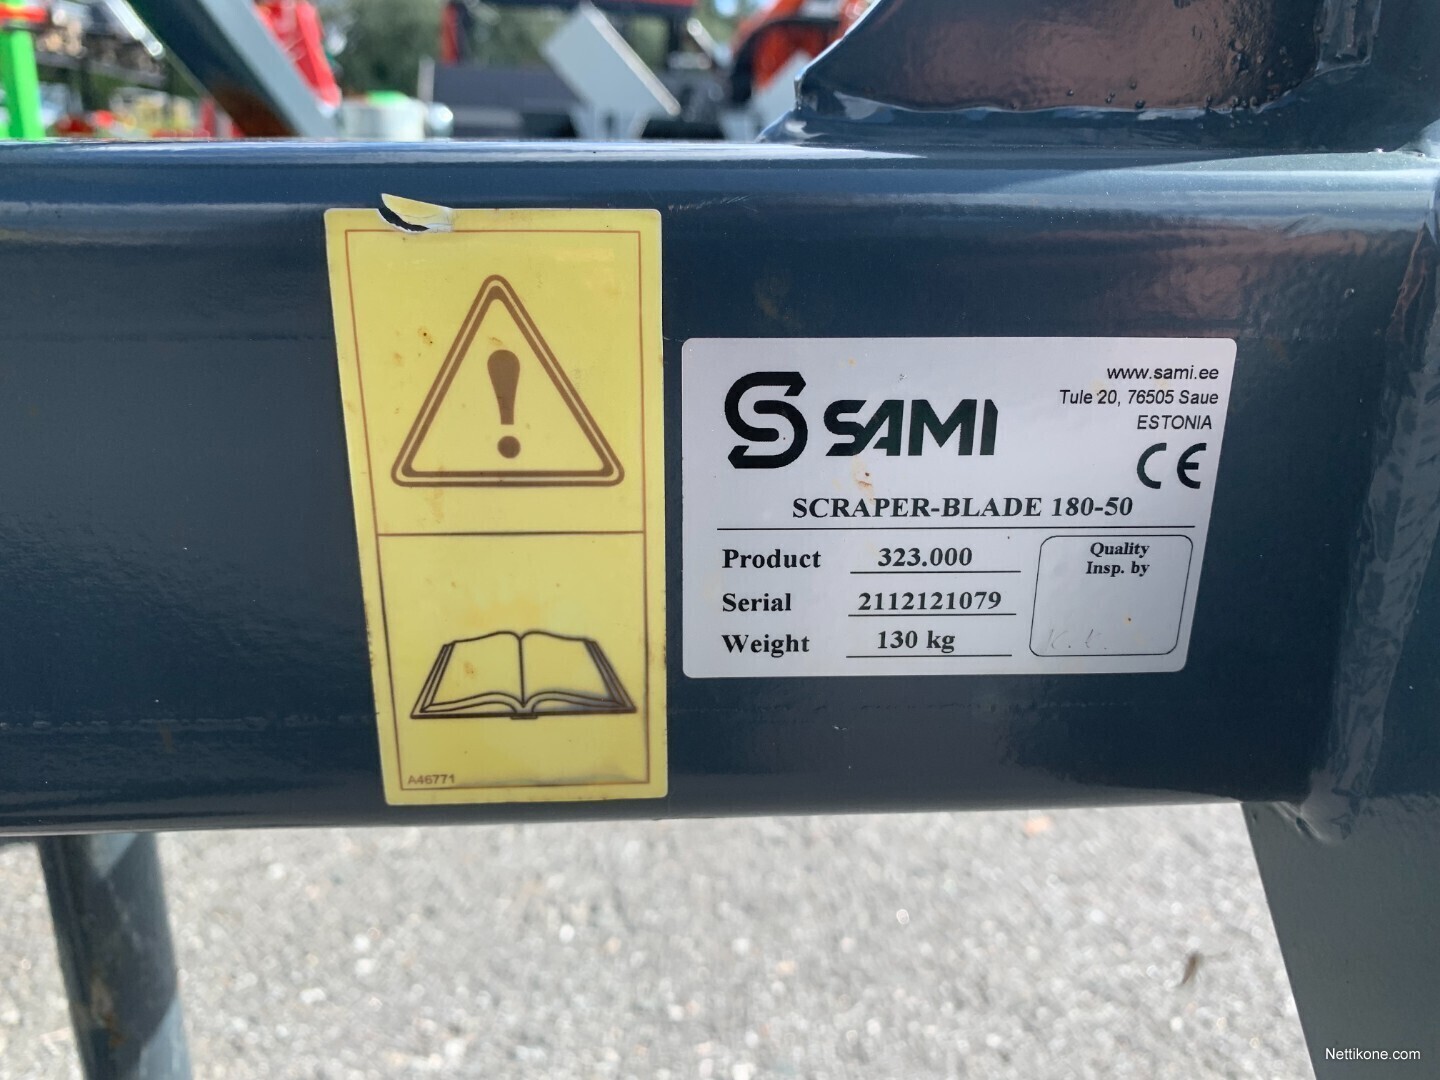 A46771
SAMI
www.sami.ee
Tule 20, 76505 Saue
ESTONIA
CE
SCRAPER-BLADE 180-50
Product 323.000
Serial 2112121079
Weight 130 kg
Quality
Insp. by
Nettikone.com